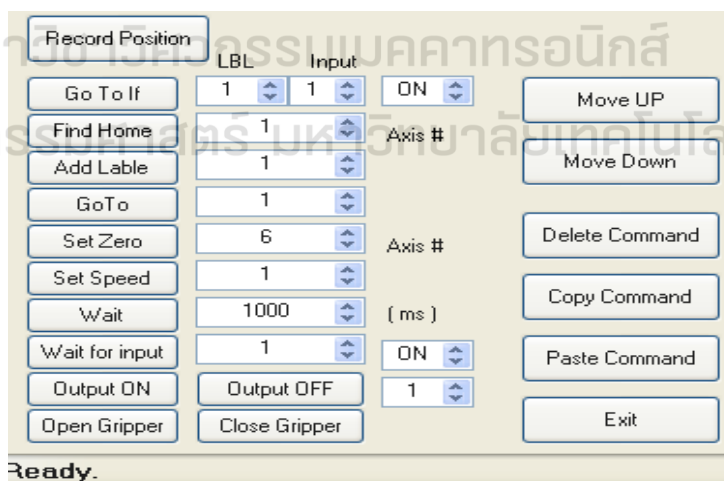 Record Position
LBL Input
Go To If 1 1 ON Move UP
Find Home 1 Axis #
Add Lable 1 Move Down
GoTo 1
Set Zero 6 Axis # Delete Command
Set Speed 1
Wait 1000 ( ms ) Copy Command
Wait for input 1 ON Paste Command
Output ON Output OFF 1
Open Gripper Close Gripper Exit
Ready.